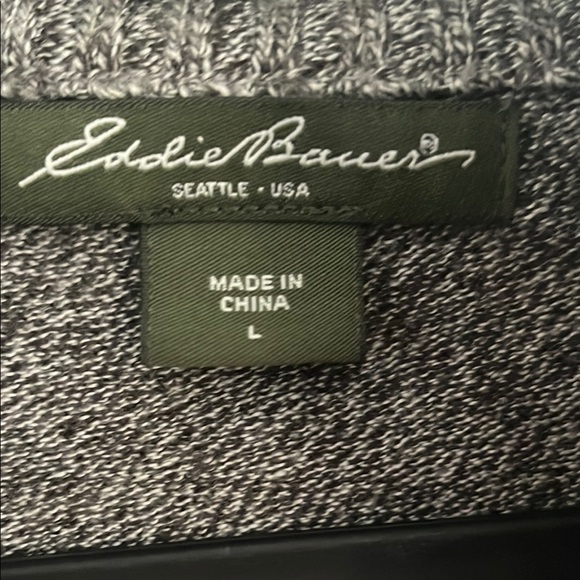 Eddie Bauer®
SEATTLE · USA
MADE IN
CHINA
L